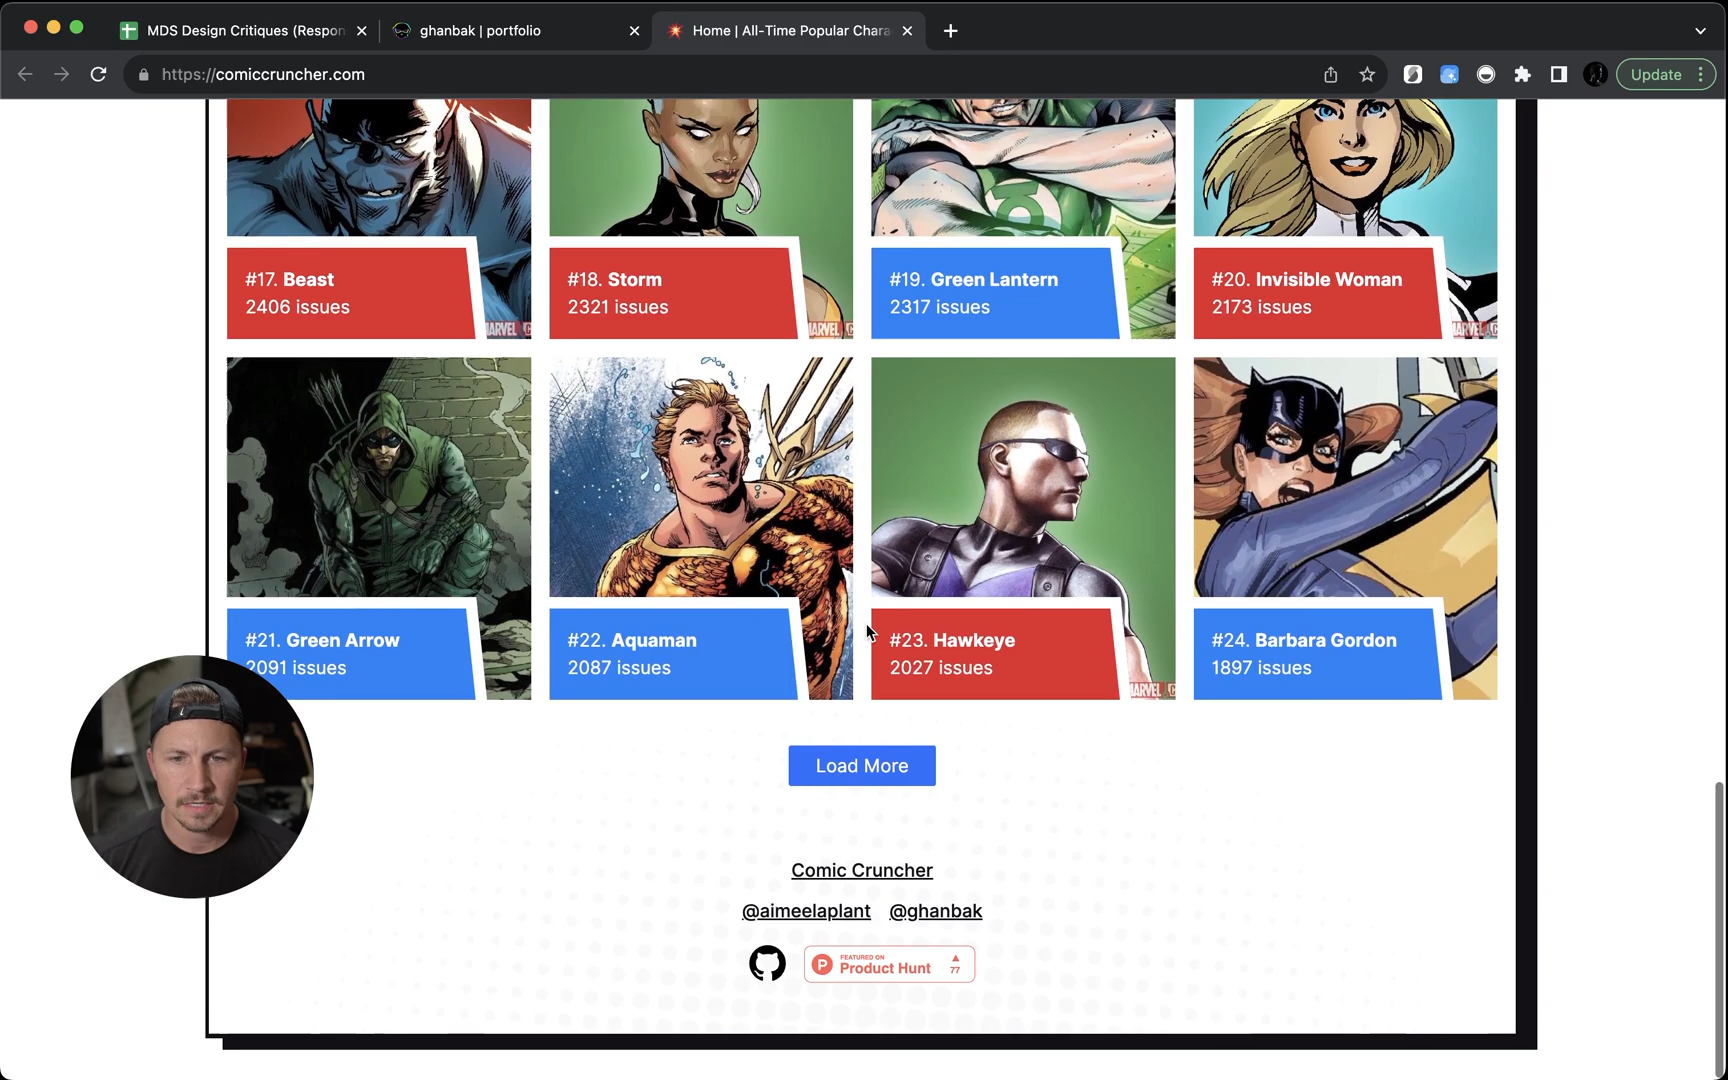 MDS Design Critiques (Respon
ghanbak | portfolio
Home | All-Time Popular Chara
https://comiccruncher.com
Update
#17. Beast
2406 issues
#18. Storm
2321 issues
#19. Green Lantern
2317 issues
#20. Invisible Woman
2173 issues
#21. Green Arrow
2091 issues
#22. Aquaman
2087 issues
#23. Hawkeye
2027 issues
#24. Barbara Gordon
1897 issues
Load More
Comic Cruncher
@aimeelaplant @ghanbak
FEATURED ON
P Product Hunt 77